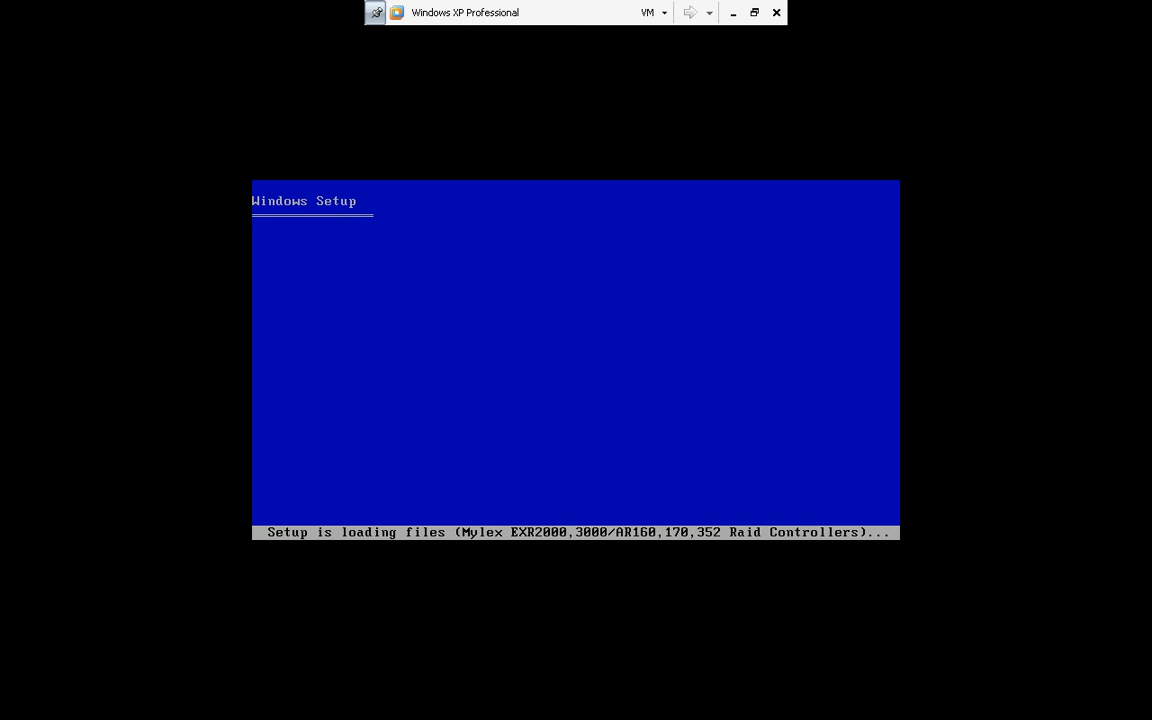 Windows XP Professional VM
Windows Setup
Setup is loading files (Mylex EXR2000,3000/AR160,170,352 Raid Controllers)...